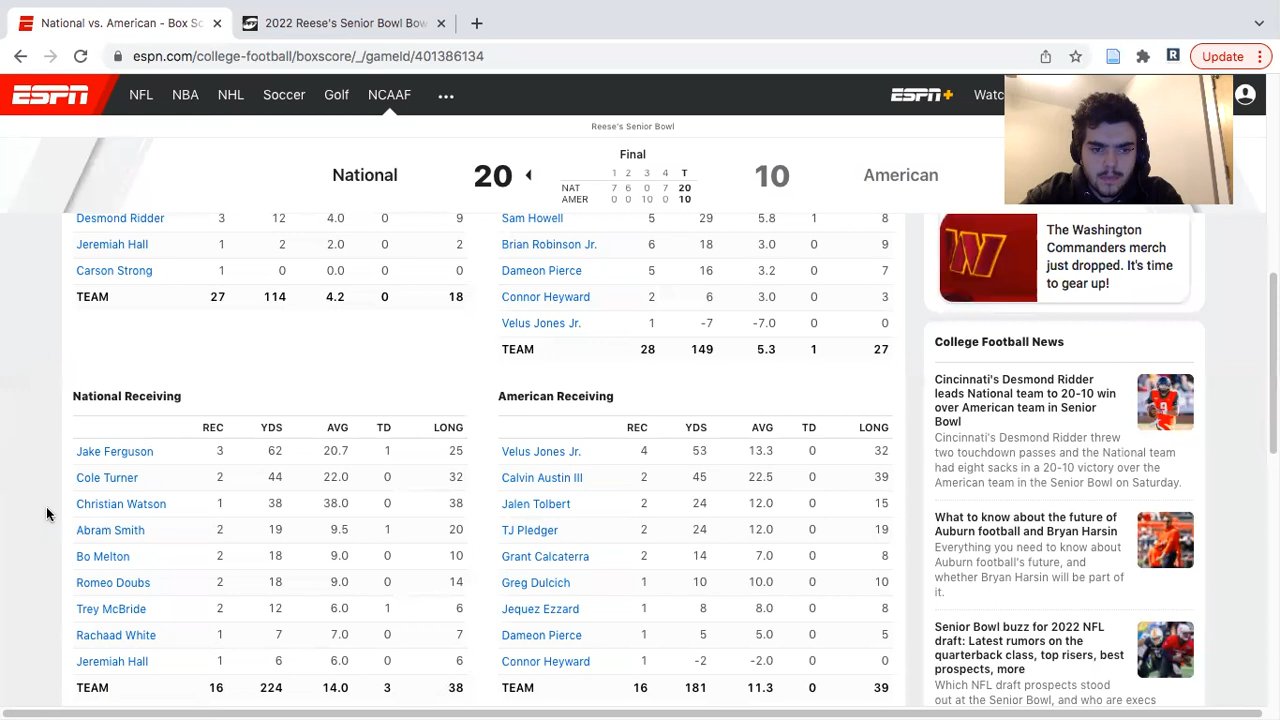 National vs. American - Box Sc
2022 Reese's Senior Bowl Bow
espn.com/college-football/boxscore/_/gameId/401386134
Update
ESPN NFL NBA NHL Soccer Golf NCAAF ... ESPN+ Watc
Reese's Senior Bowl
National 20 Final 10 American
1 2 3 4 T
NAT 7 6 0 7 20
AMER 0 0 10 0 10
Desmond Ridder 3 12 4.0 0 9
Jeremiah Hall 1 2 2.0 0 2
Carson Strong 1 0 0.0 0 0
TEAM 27 114 4.2 0 18
Sam Howell 5 29 5.8 1 8
Brian Robinson Jr. 6 18 3.0 0 9
Dameon Pierce 5 16 3.2 0 7
Connor Heyward 2 6 3.0 0 3
Velus Jones Jr. 1 -7 -7.0 0 0
TEAM 28 149 5.3 1 27
National Receiving
REC YDS AVG TD LONG
Jake Ferguson 3 62 20.7 1 25
Cole Turner 2 44 22.0 0 32
Christian Watson 1 38 38.0 0 38
Abram Smith 2 19 9.5 1 20
Bo Melton 2 18 9.0 0 10
Romeo Doubs 2 18 9.0 0 14
Trey McBride 2 12 6.0 1 6
Rachaad White 1 7 7.0 0 7
Jeremiah Hall 1 6 6.0 0 6
TEAM 16 224 14.0 3 38
American Receiving
REC YDS AVG TD LONG
Velus Jones Jr. 4 53 13.3 0 32
Calvin Austin III 2 45 22.5 0 39
Jalen Tolbert 2 24 12.0 0 15
TJ Pledger 2 24 12.0 0 19
Grant Calcaterra 2 14 7.0 0 8
Greg Dulcich 1 10 10.0 0 10
Jequez Ezzard 1 8 8.0 0 8
Dameon Pierce 1 5 5.0 0 5
Connor Heyward 1 -2 -2.0 0 0
TEAM 16 181 11.3 0 39
The Washington
Commanders merch
just dropped. It's time
to gear up!
College Football News
Cincinnati's Desmond Ridder
leads National team to 20-10 win
over American team in Senior
Bowl
Cincinnati's Desmond Ridder threw
two touchdown passes and the National team
had eight sacks in a 20-10 victory over the
American team in the Senior Bowl on Saturday.
What to know about the future of
Auburn football and Bryan Harsin
Everything you need to know about
Auburn football's future, and
whether Bryan Harsin will be part of
it.
Senior Bowl buzz for 2022 NFL
draft: Latest rumors on the
quarterback class, top risers, best
prospects, more
Which NFL draft prospects stood
out at the Senior Bowl, and who are execs